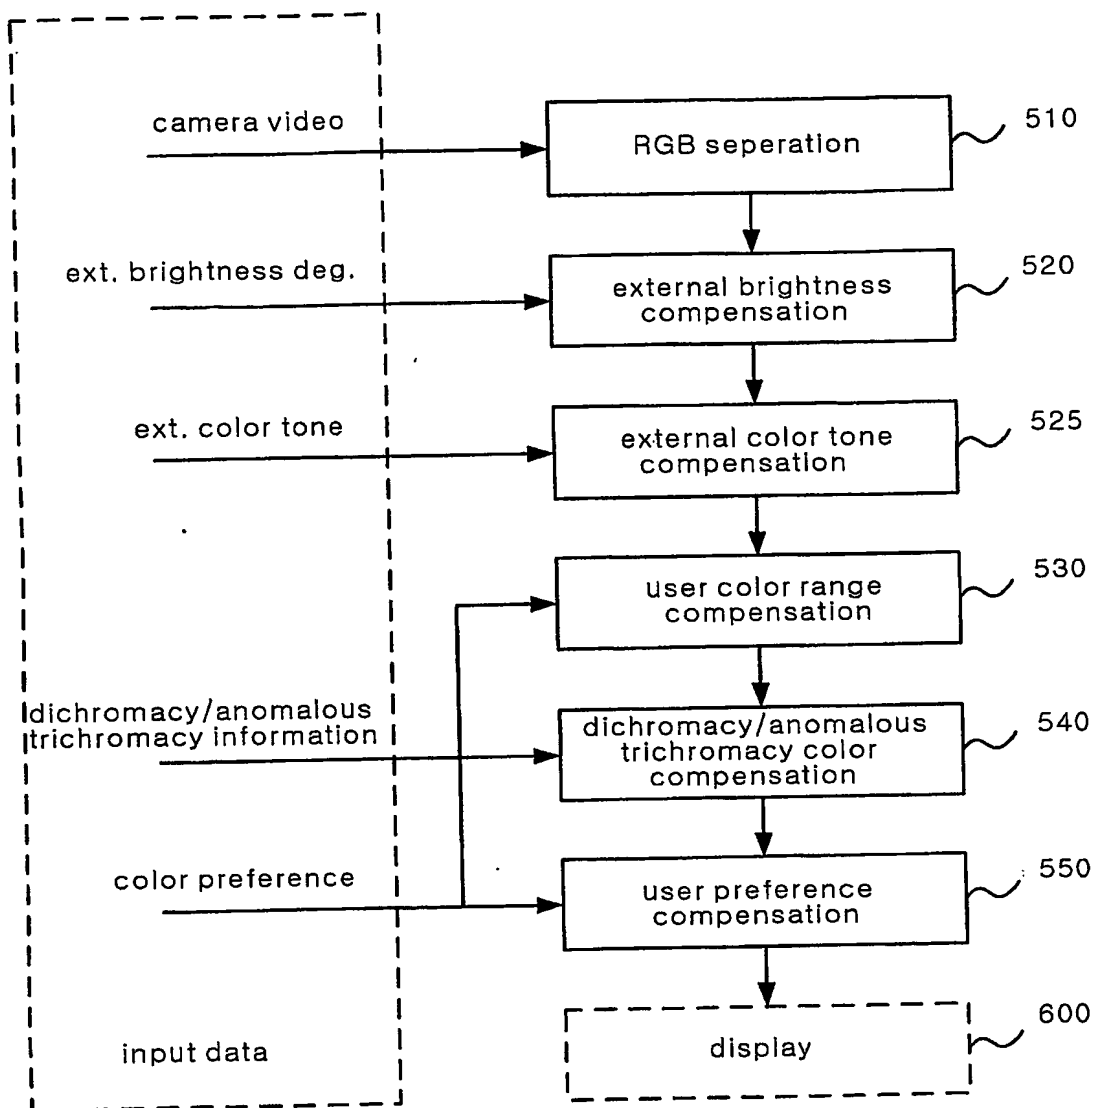 camera video
RGB seperation
510
ext. brightness deg.
external brightness
compensation
520
ext. color tone
external color tone
compensation
525
user color range
compensation
530
dichromacy/anomalous
trichromacy information
dichromacy/anomalous
trichromacy color
compensation
540
color preference
user preference
compensation
550
input data
display
600